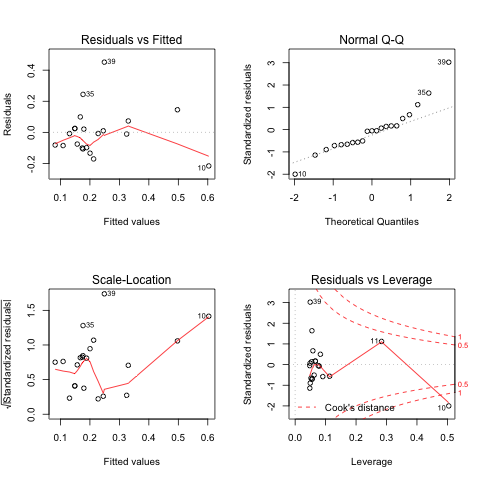 Residuals vs Fitted
Residuals
-0.2 0.0 0.2 0.4
39
35
10
0.1 0.2 0.3 0.4 0.5 0.6
Fitted values
Normal Q-Q
Standardized residuals
-2 -1 0 1 2 3
39
35
10
-2 -1 0 1 2
Theoretical Quantiles
Scale-Location
√|Standardized residuals|
0.0 0.5 1.0 1.5
39
35
10
0.1 0.2 0.3 0.4 0.5 0.6
Fitted values
Residuals vs Leverage
Standardized residuals
-2 -1 0 1 2 3
39
11
10
1
0.5
0.5
1
Cook's distance
0.0 0.1 0.2 0.3 0.4 0.5
Leverage